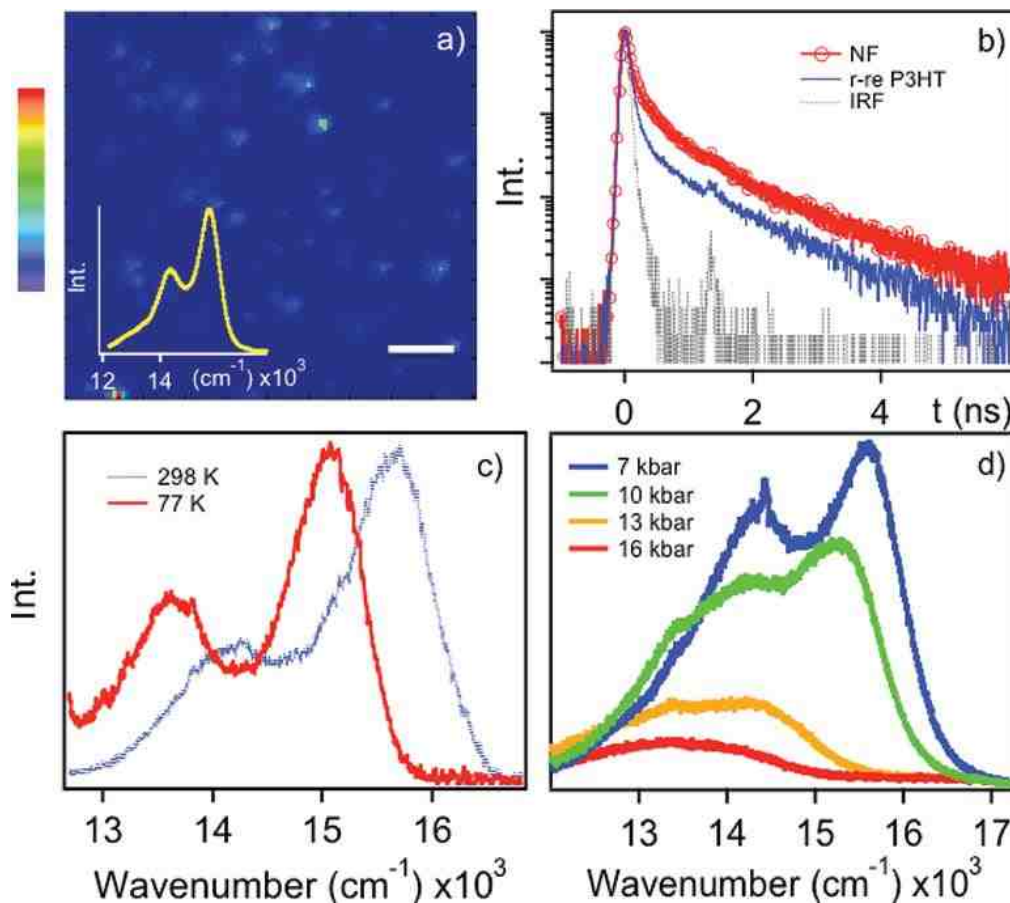 a)
Int.
12 14 (cm⁻¹) x10³
b)
NF
r-re P3HT
IRF
Int.
0 2 4 t (ns)
c)
298 K
77 K
Int.
13 14 15 16
Wavenumber (cm⁻¹) x10³
d)
7 kbar
10 kbar
13 kbar
16 kbar
13 14 15 16 17
Wavenumber (cm⁻¹) x10³